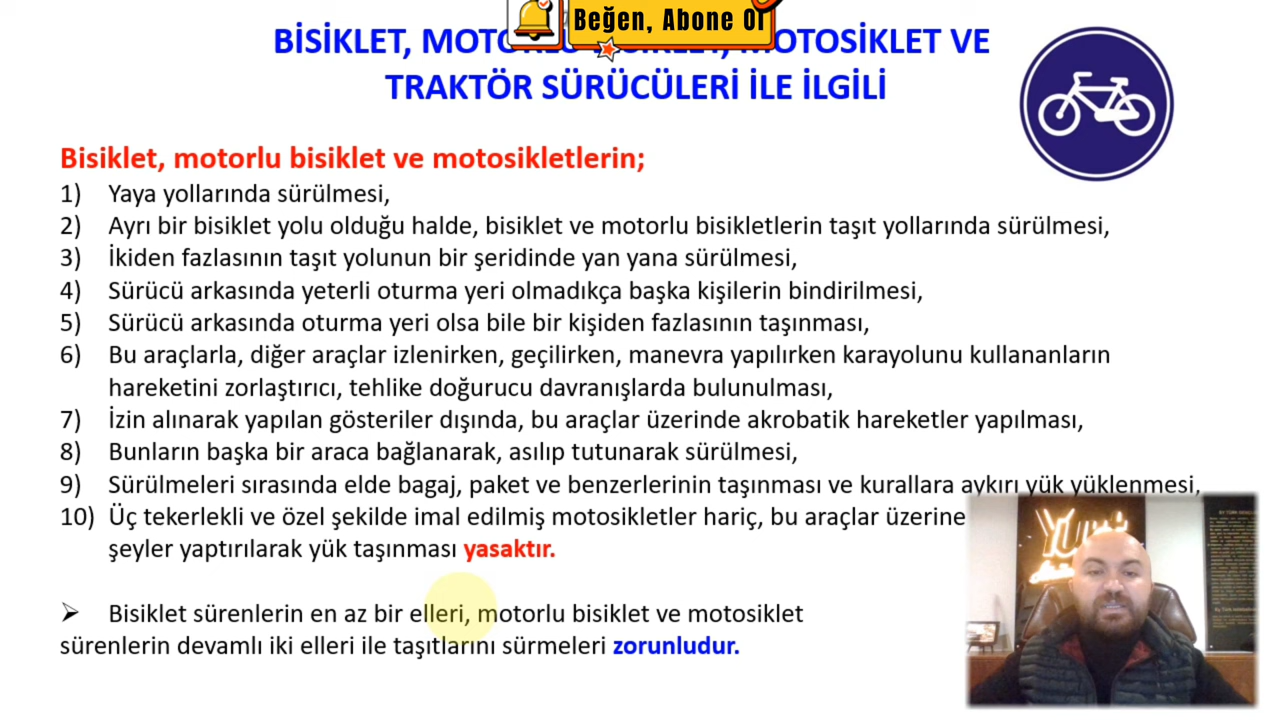 Beğen, Abone Ol
BİSİKLET, MOTORLU BİSİKLET, MOTOSİKLET VE
TRAKTÖR SÜRÜCÜLERİ İLE İLGİLİ
Bisiklet, motorlu bisiklet ve motosikletlerin;
1) Yaya yollarında sürülmesi,
2) Ayrı bir bisiklet yolu olduğu halde, bisiklet ve motorlu bisikletlerin taşıt yollarında sürülmesi,
3) İkiden fazlasının taşıt yolunun bir şeridinde yan yana sürülmesi,
4) Sürücü arkasında yeterli oturma yeri olmadıkça başka kişilerin bindirilmesi,
5) Sürücü arkasında oturma yeri olsa bile bir kişiden fazlasının taşınması,
6) Bu araçlarla, diğer araçlar izlenirken, geçilirken, manevra yapılırken karayolunu kullananların
hareketini zorlaştırıcı, tehlike doğurucu davranışlarda bulunulması,
7) İzin alınarak yapılan gösteriler dışında, bu araçlar üzerinde akrobatik hareketler yapılması,
8) Bunların başka bir araca bağlanarak, asılıp tutunarak sürülmesi,
9) Sürülmeleri sırasında elde bagaj, paket ve benzerlerinin taşınması ve kurallara aykırı yük yüklenmesi,
10) Üç tekerlekli ve özel şekilde imal edilmiş motosikletler hariç, bu araçlar üzerine
şeyler yaptırılarak yük taşınması yasaktır.
➢ Bisiklet sürenlerin en az bir elleri, motorlu bisiklet ve motosiklet
sürenlerin devamlı iki elleri ile taşıtlarını sürmeleri zorunludur.